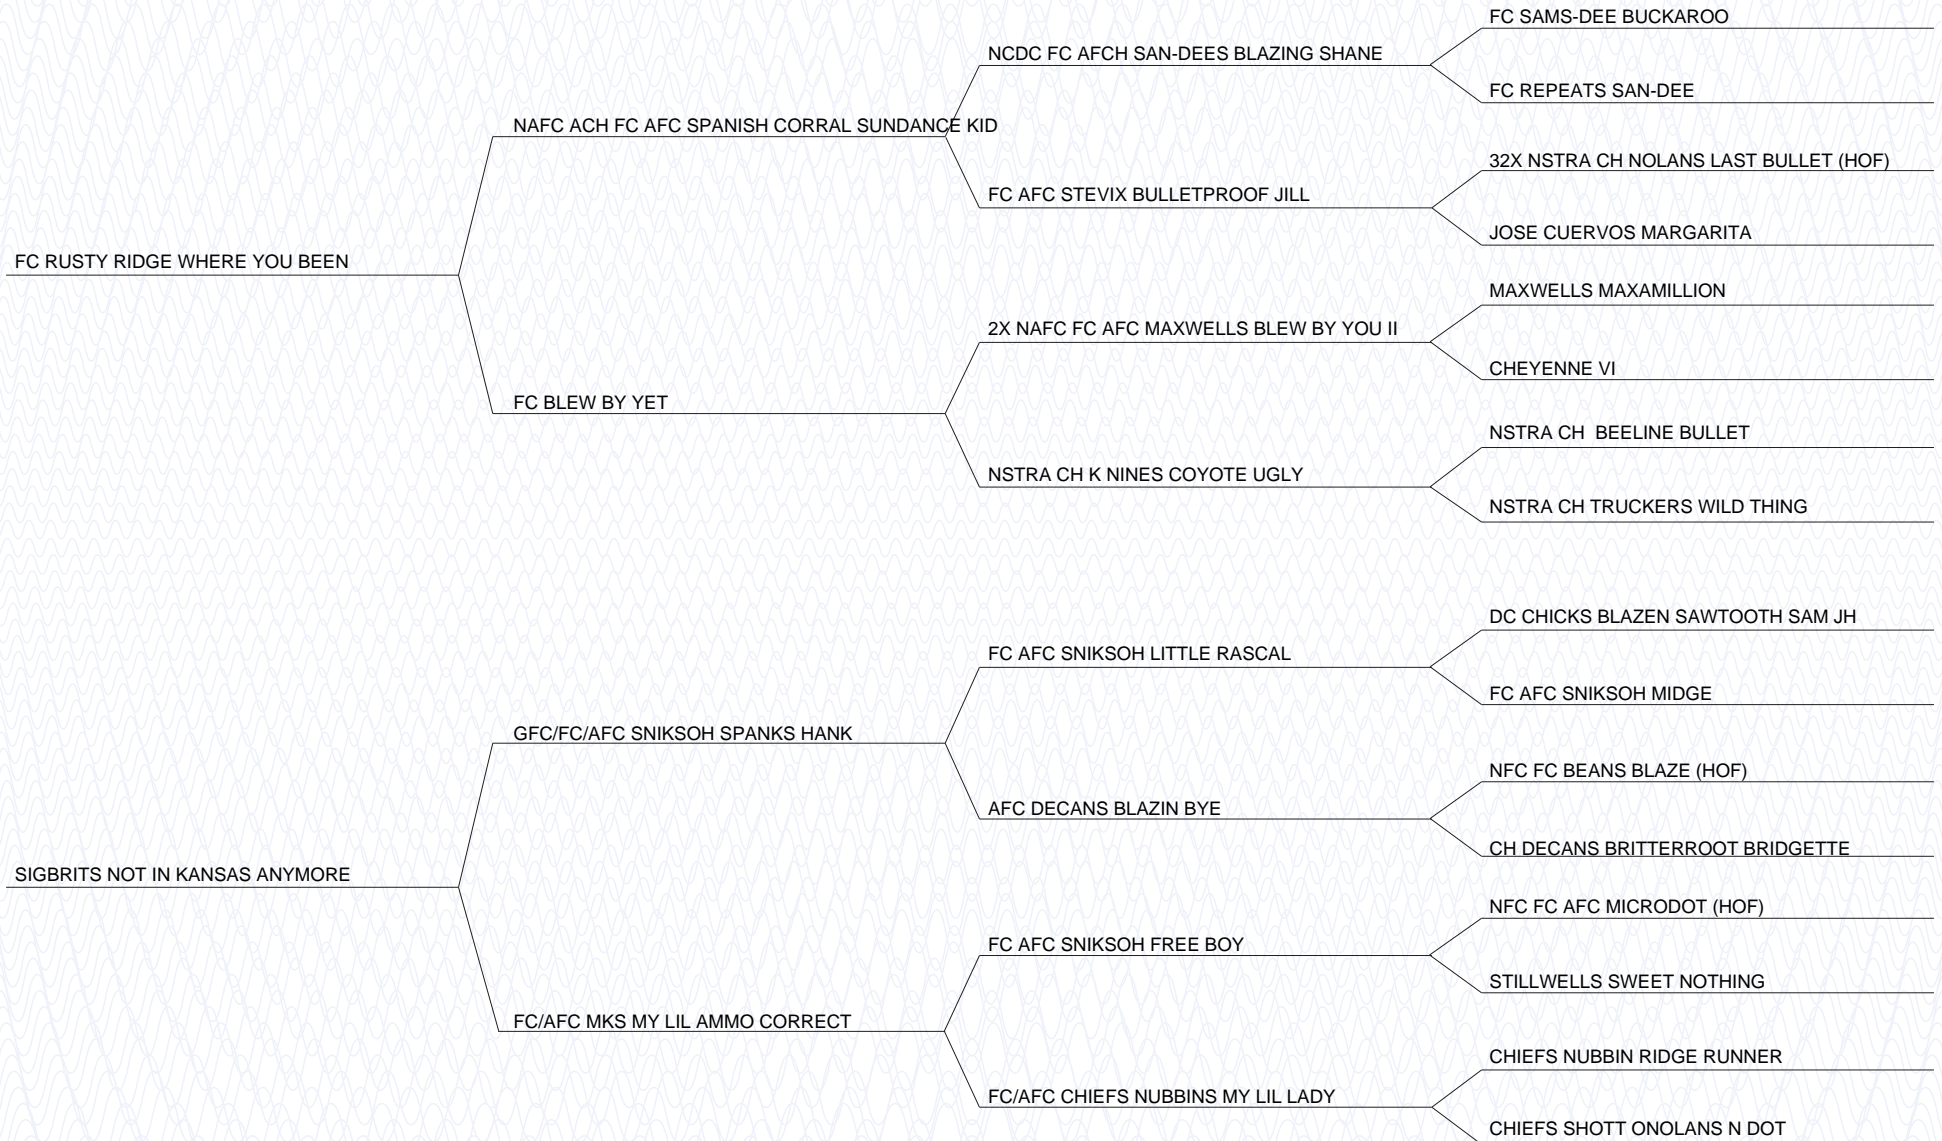 FC SAMS-DEE BUCKAROO
NCDC FC AFCH SAN-DEES BLAZING SHANE
FC REPEATS SAN-DEE
NAFC ACH FC AFC SPANISH CORRAL SUNDANCE KID
32X NSTRA CH NOLANS LAST BULLET (HOF)
FC AFC STEVIX BULLETPROOF JILL
JOSE CUERVOS MARGARITA
FC RUSTY RIDGE WHERE YOU BEEN
MAXWELLS MAXAMILLION
2X NAFC FC AFC MAXWELLS BLEW BY YOU II
CHEYENNE VI
FC BLEW BY YET
NSTRA CH  BEELINE BULLET
NSTRA CH K NINES COYOTE UGLY
NSTRA CH TRUCKERS WILD THING
DC CHICKS BLAZEN SAWTOOTH SAM JH
FC AFC SNIKSOH LITTLE RASCAL
FC AFC SNIKSOH MIDGE
GFC/FC/AFC SNIKSOH SPANKS HANK
NFC FC BEANS BLAZE (HOF)
AFC DECANS BLAZIN BYE
CH DECANS BRITTERROOT BRIDGETTE
SIGBRITS NOT IN KANSAS ANYMORE
NFC FC AFC MICRODOT (HOF)
FC AFC SNIKSOH FREE BOY
STILLWELLS SWEET NOTHING
FC/AFC MKS MY LIL AMMO CORRECT
CHIEFS NUBBIN RIDGE RUNNER
FC/AFC CHIEFS NUBBINS MY LIL LADY
CHIEFS SHOTT ONOLANS N DOT